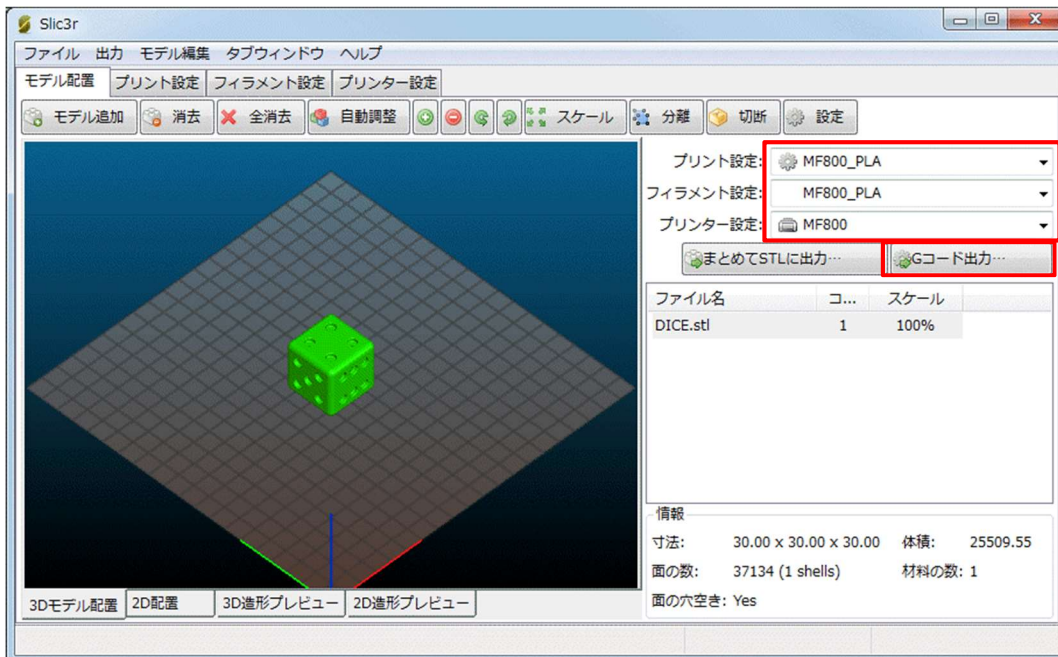 Slic3r
ファイル 出力 モデル編集 タブウィンドウ ヘルプ
モデル配置 プリント設定 フィラメント設定 プリンター設定
モデル追加 消去 全消去 自動調整 スケール 分離 切断 設定
プリント設定: MF800_PLA
フィラメント設定: MF800_PLA
プリンター設定: MF800
まとめてSTLに出力… Gコード出力…
ファイル名 コ... スケール
DICE.stl 1 100%
情報
寸法: 30.00 x 30.00 x 30.00 体積: 25509.55
面の数: 37134 (1 shells) 材料の数: 1
面の穴空き: Yes
3Dモデル配置 2D配置 3D造形プレビュー 2D造形プレビュー